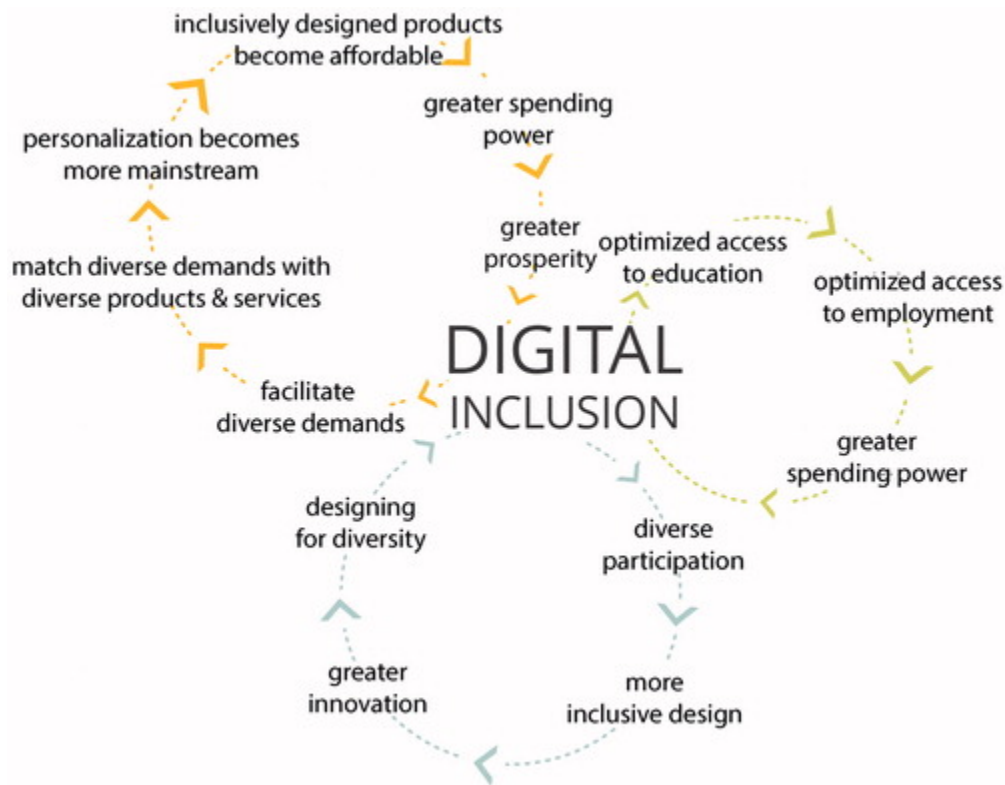 inclusively designed products
become affordable
greater spending
power
greater
prosperity
personalization becomes
more mainstream
match diverse demands with
diverse products & services
facilitate
diverse demands
DIGITAL
INCLUSION
optimized access
to education
optimized access
to employment
greater
spending power
diverse
participation
more
inclusive design
greater
innovation
designing
for diversity